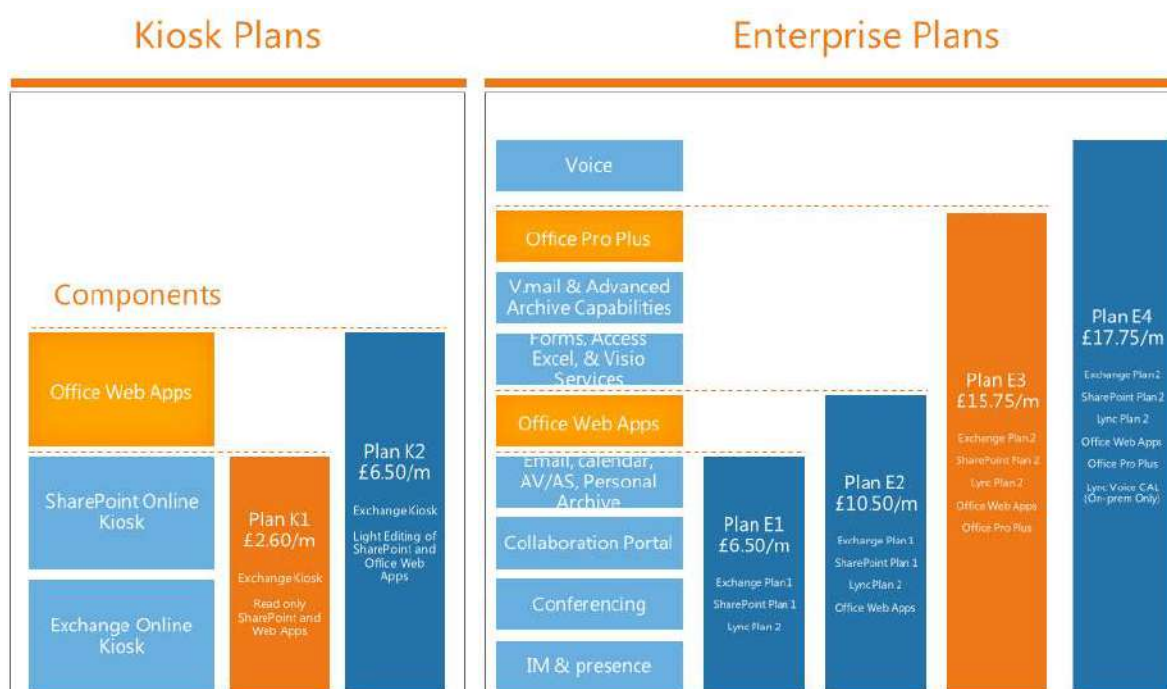 Kiosk Plans
Enterprise Plans
Components
Office Web Apps
SharePoint Online
Kiosk
Exchange Online
Kiosk
Plan K1
£2.60/m
Exchange Kiosk
Read only
SharePoint and
Web Apps
Plan K2
£6.50/m
Exchange Kiosk
Light Editing of
SharePoint and
Office Web
Apps
Voice
Office Pro Plus
V.mail & Advanced
Archive Capabilities
Forms, Access
Excel, & Visio
Services
Office Web Apps
Email, calendar,
AV/AS, Personal
Archive
Collaboration Portal
Conferencing
IM & presence
Plan E1
£6.50/m
Exchange Plan 1
SharePoint Plan 1
Lync Plan 2
Plan E2
£10.50/m
Exchange Plan 1
SharePoint Plan 1
Lync Plan 2
Office Web Apps
Plan E3
£15.75/m
Exchange Plan 2
SharePoint Plan 2
Lync Plan 2
Office Web Apps
Office Pro Plus
Plan E4
£17.75/m
Exchange Plan 2
SharePoint Plan 2
Lync Plan 2
Office Web Apps
Office Pro Plus
Lync Voice CAL
(On-prem Only)